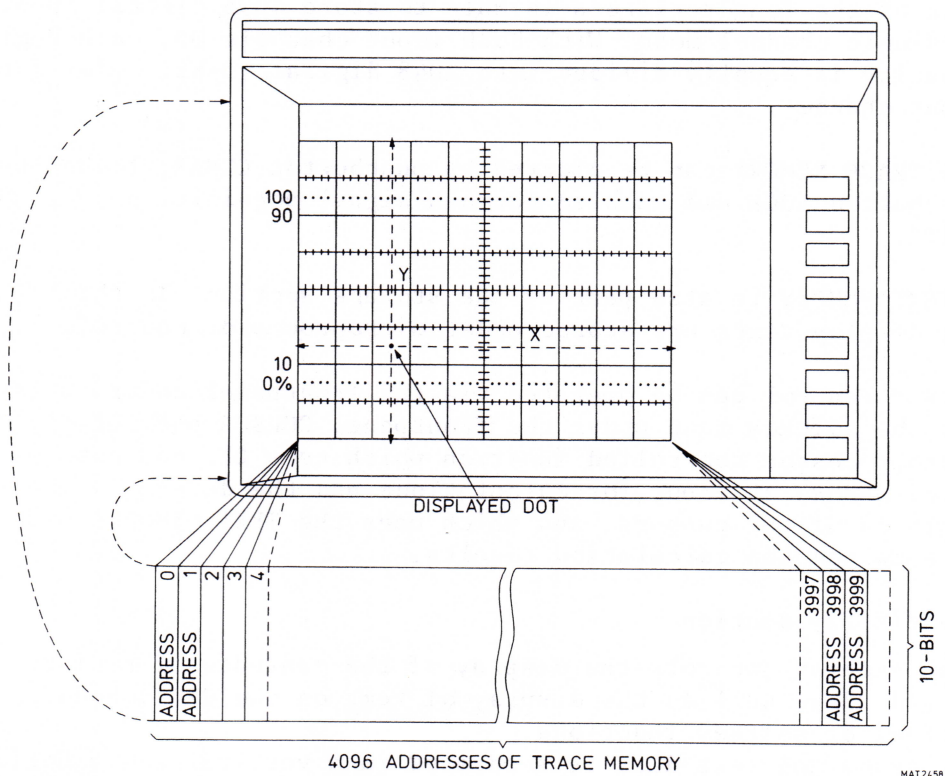 100
90
Y
X
10
0%
DISPLAYED DOT
ADDRESS 0
ADDRESS 1
2
3
4
3997
ADDRESS 3998
ADDRESS 3999
10-BITS
4096 ADDRESSES OF TRACE MEMORY
MAT2458